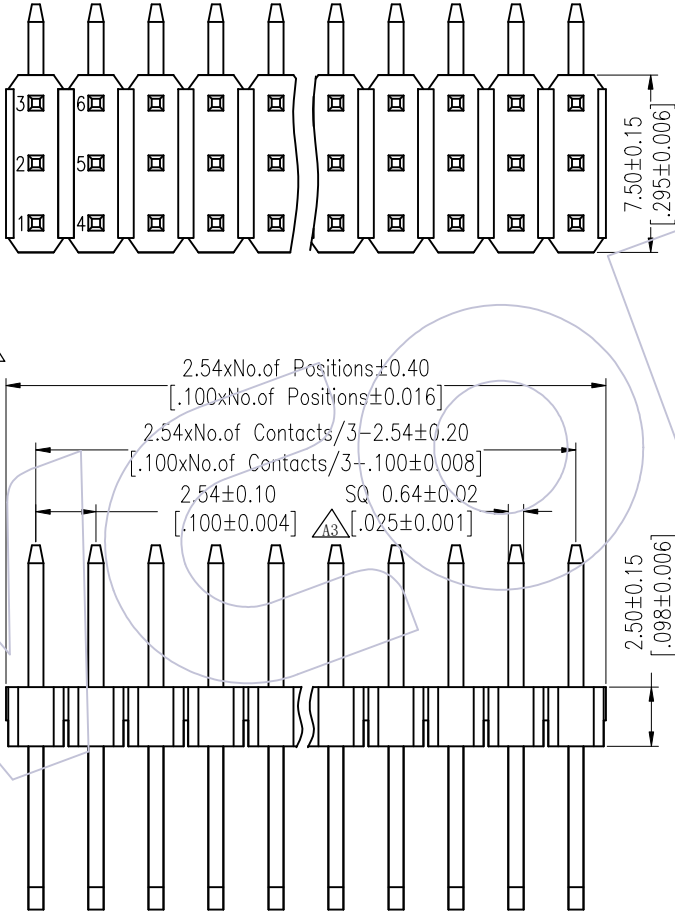 3 6
2 5
1 4
7.50±0.15
[.295±0.006]
2.54xNo.of Positions±0.40
[.100xNo.of Positions±0.016]
2.54xNo.of Contacts/3-2.54±0.20
[.100xNo.of Contacts/3-.100±0.008]
2.54±0.10 SQ 0.64±0.02
[.100±0.004] A3 [.025±0.001]
2.50±0.15
[.098±0.006]